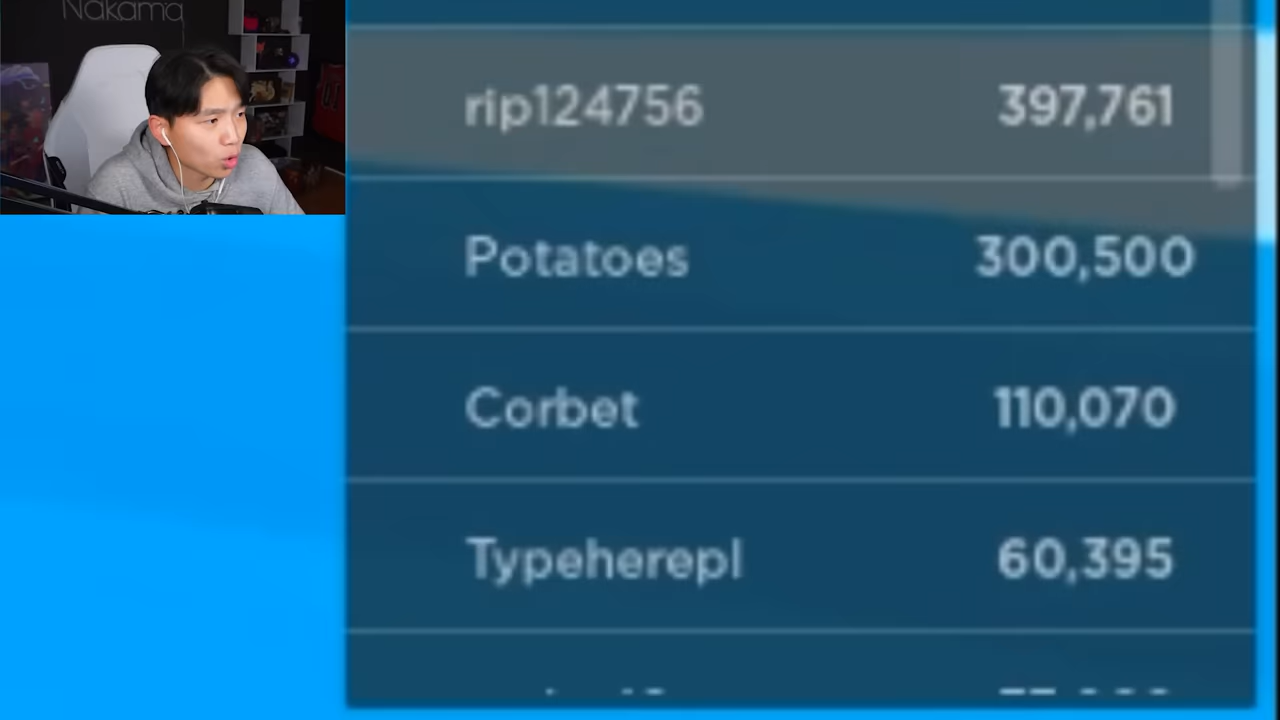 Nakama
rip124756 397,761
Potatoes 300,500
Corbet 110,070
Typeherepl 60,395